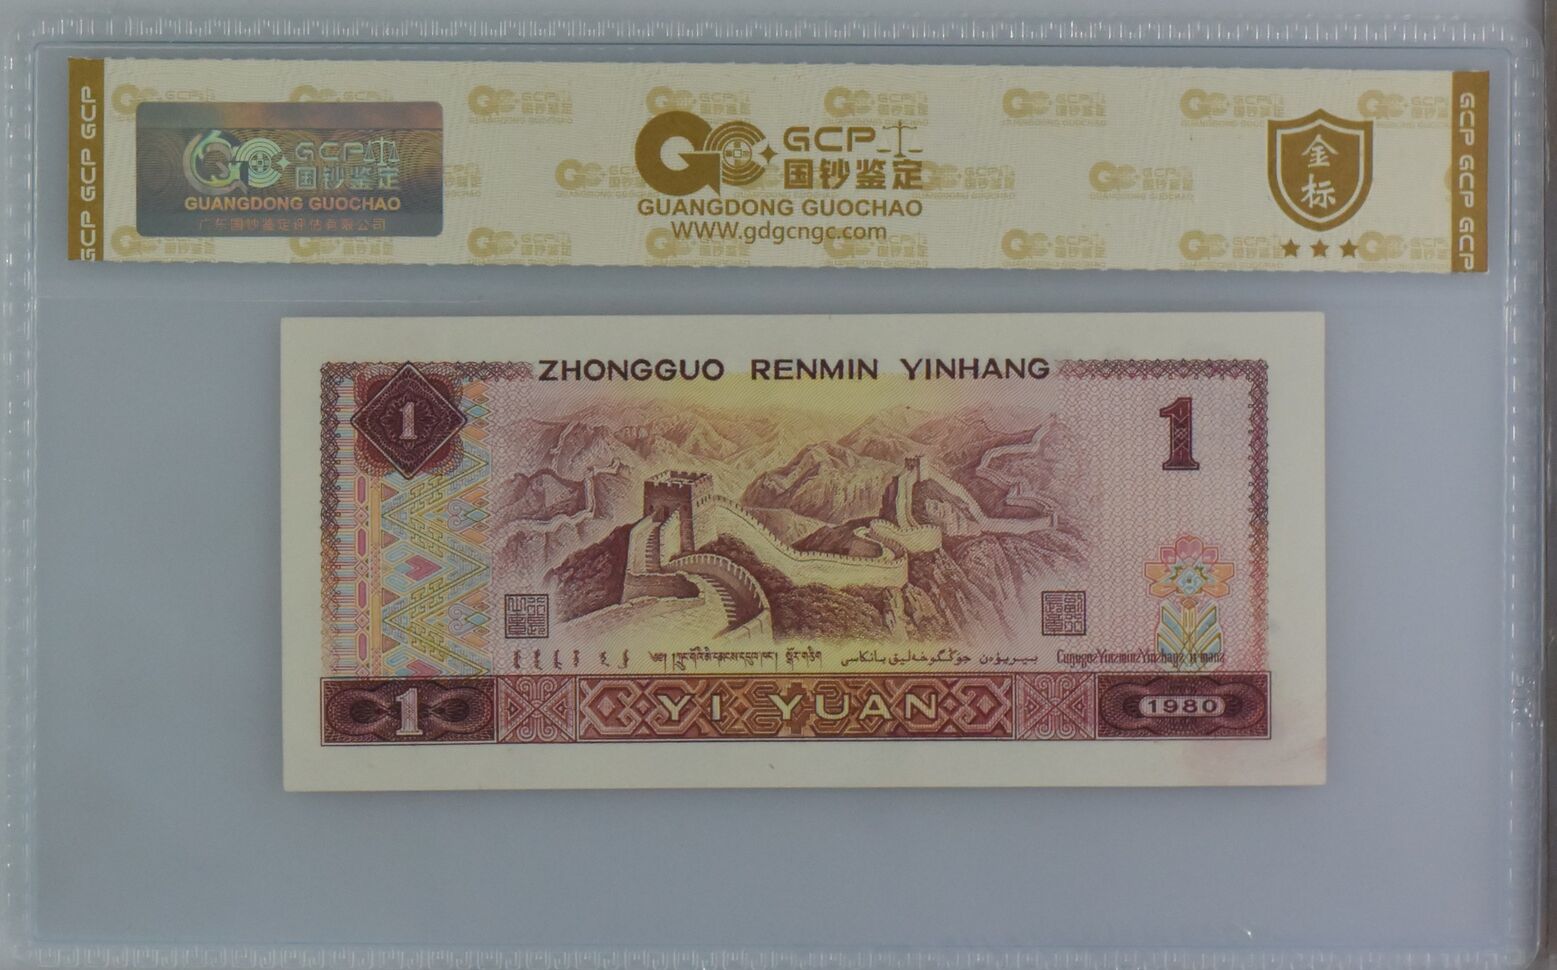 GCP GCP GCP
GCP
国钞鉴定
GUANGDONG GUOCHAO
广东国钞鉴定评估有限公司
GCP
国钞鉴定
GUANGDONG GUOCHAO
WWW.gdgcngc.com
金标
GCP GCP GCP
ZHONGGUO RENMIN YINHANG
1
1
YI YUAN
1
1980